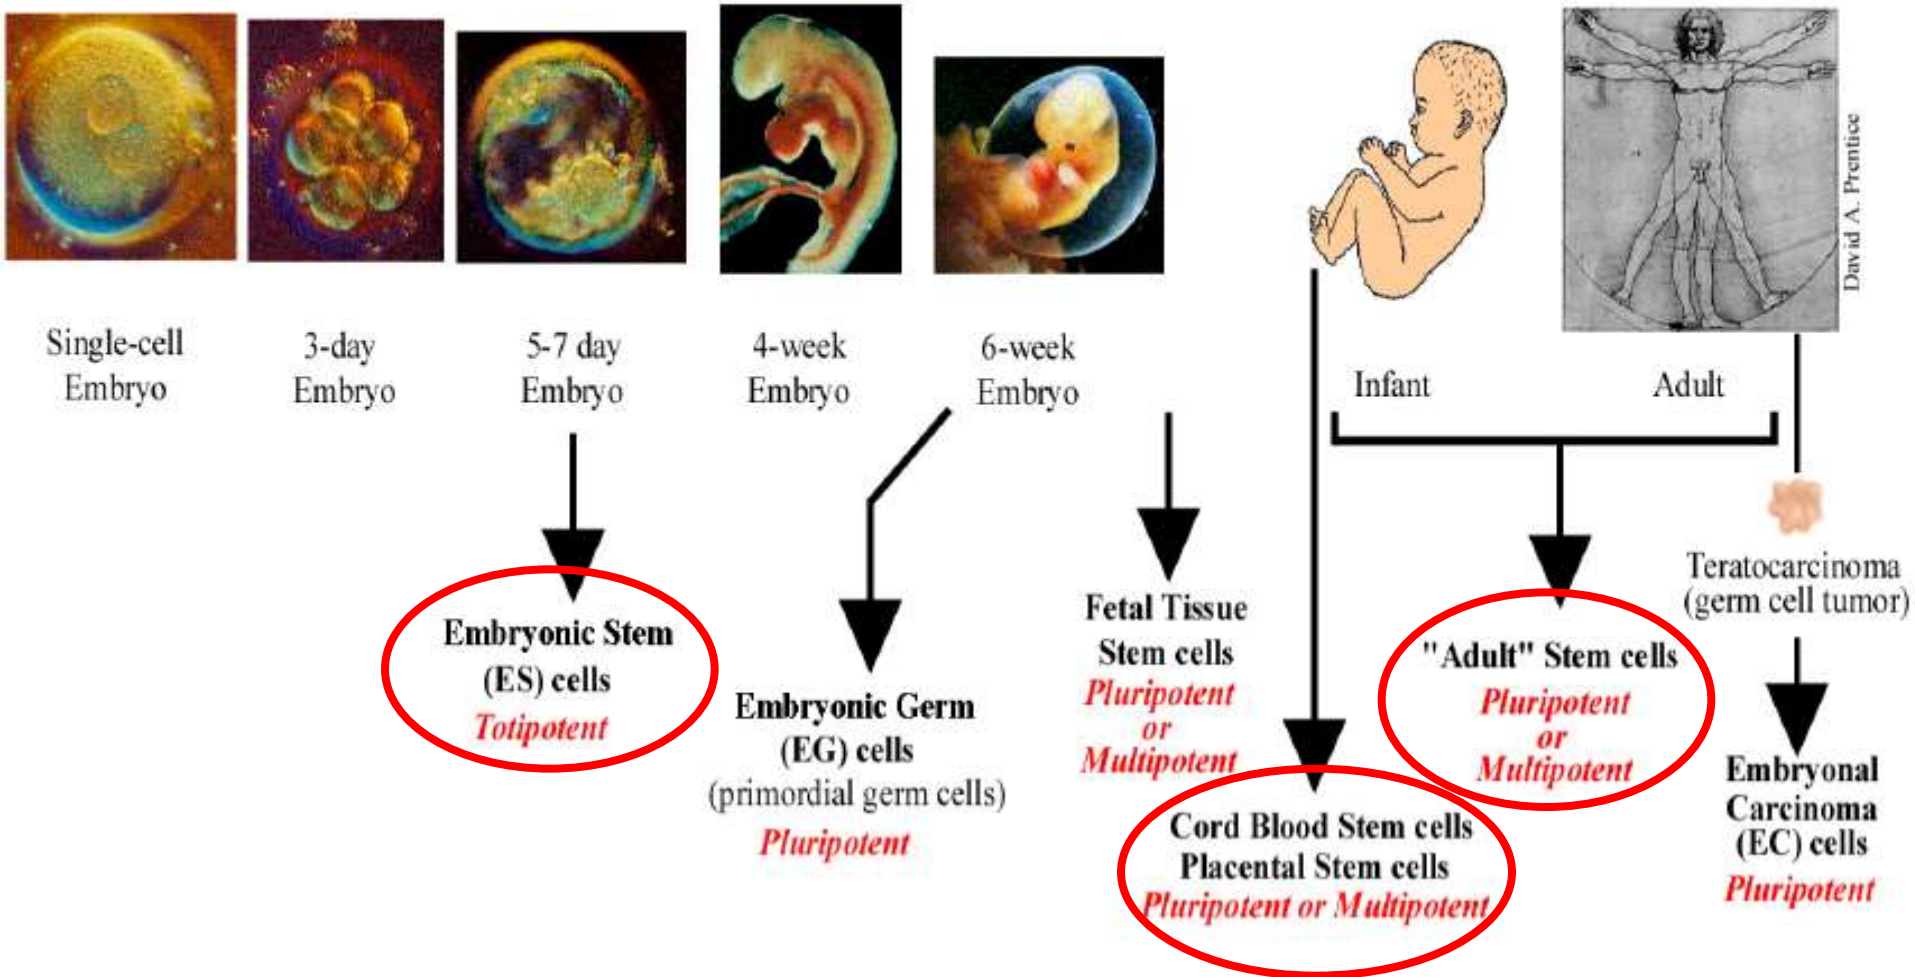 David A. Prentice
Single-cell
Embryo
3-day
Embryo
5-7 day
Embryo
4-week
Embryo
6-week
Embryo
Infant
Adult
Embryonic Stem
(ES) cells
Totipotent
Embryonic Germ
(EG) cells
(primordial germ cells)
Pluripotent
Fetal Tissue
Stem cells
Pluripotent
or
Multipotent
Cord Blood Stem cells
Placental Stem cells
Pluripotent or Multipotent
"Adult" Stem cells
Pluripotent
or
Multipotent
Teratocarcinoma
(germ cell tumor)
Embryonal
Carcinoma
(EC) cells
Pluripotent